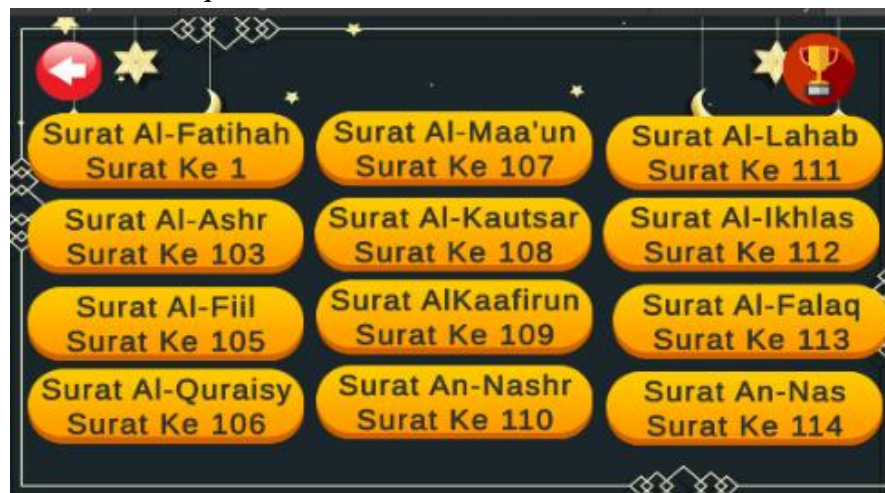 Surat Al-Fatihah
Surat Ke 1
Surat Al-Ashr
Surat Ke 103
Surat Al-Fiil
Surat Ke 105
Surat Al-Quraisy
Surat Ke 106
Surat Al-Maa'un
Surat Ke 107
Surat Al-Kautsar
Surat Ke 108
Surat AlKaafirun
Surat Ke 109
Surat An-Nashr
Surat Ke 110
Surat Al-Lahab
Surat Ke 111
Surat Al-Ikhlas
Surat Ke 112
Surat Al-Falaq
Surat Ke 113
Surat An-Nas
Surat Ke 114